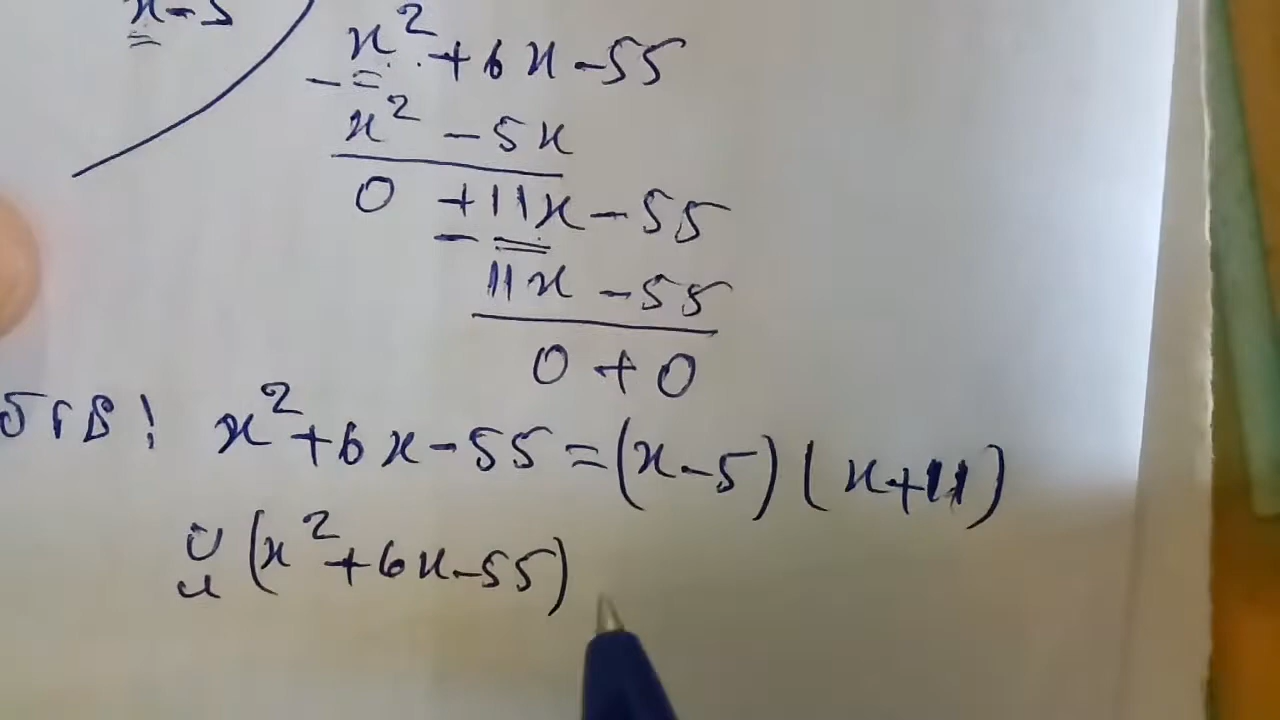 x - 5
x² + 6x - 55
x² - 5x
0 + 11x - 55
11x - 55
0 + 0
x² + 6x - 55 = (x - 5) (x + 11)
(x² + 6x - 55)